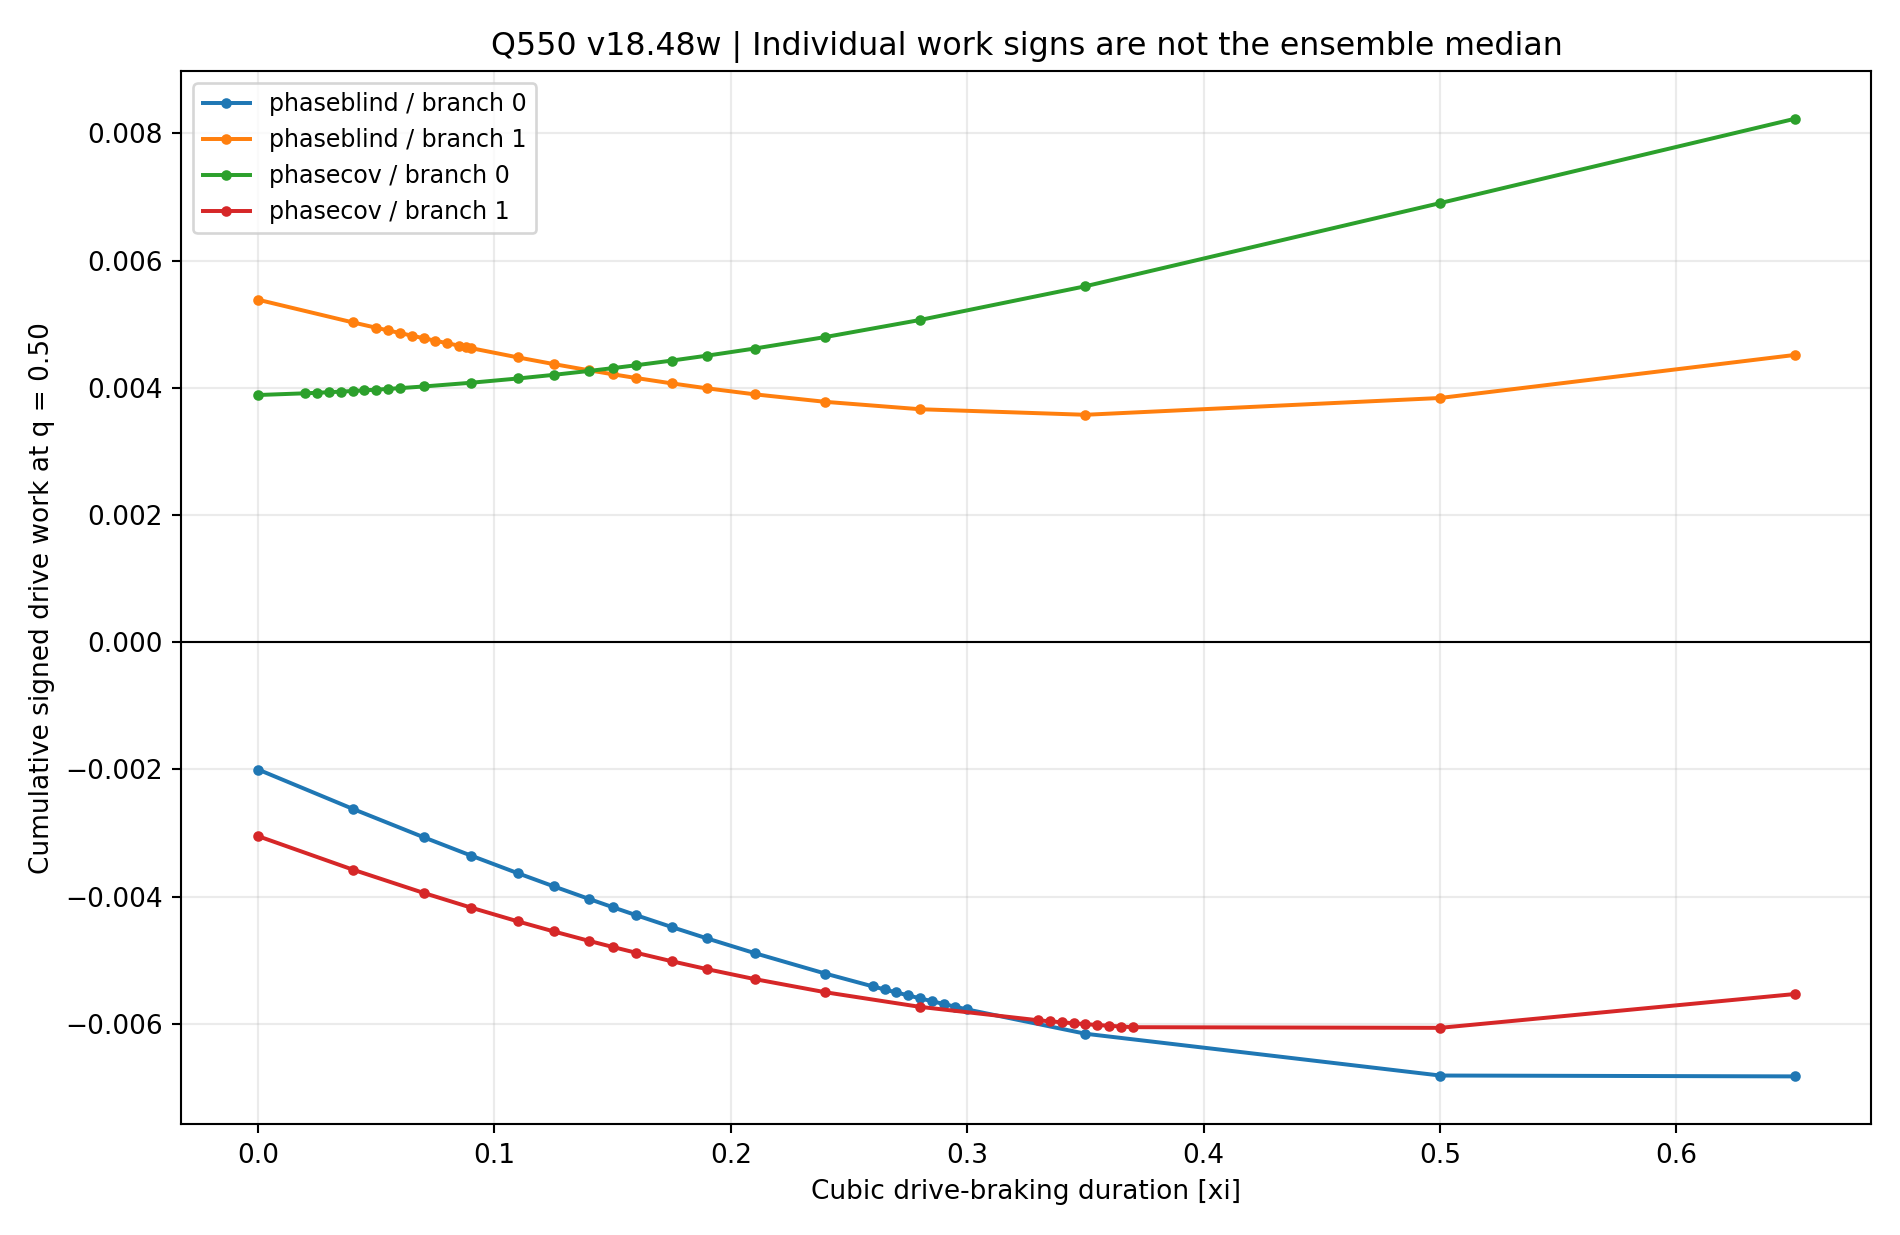 Q550 v18.48w | Individual work signs are not the ensemble median
phaseblind / branch 0
phaseblind / branch 1
phasecov / branch 0
phasecov / branch 1
Cumulative signed drive work at q = 0.50
0.008
0.006
0.004
0.002
0.000
−0.002
−0.004
−0.006
0.0 0.1 0.2 0.3 0.4 0.5 0.6
Cubic drive-braking duration [xi]